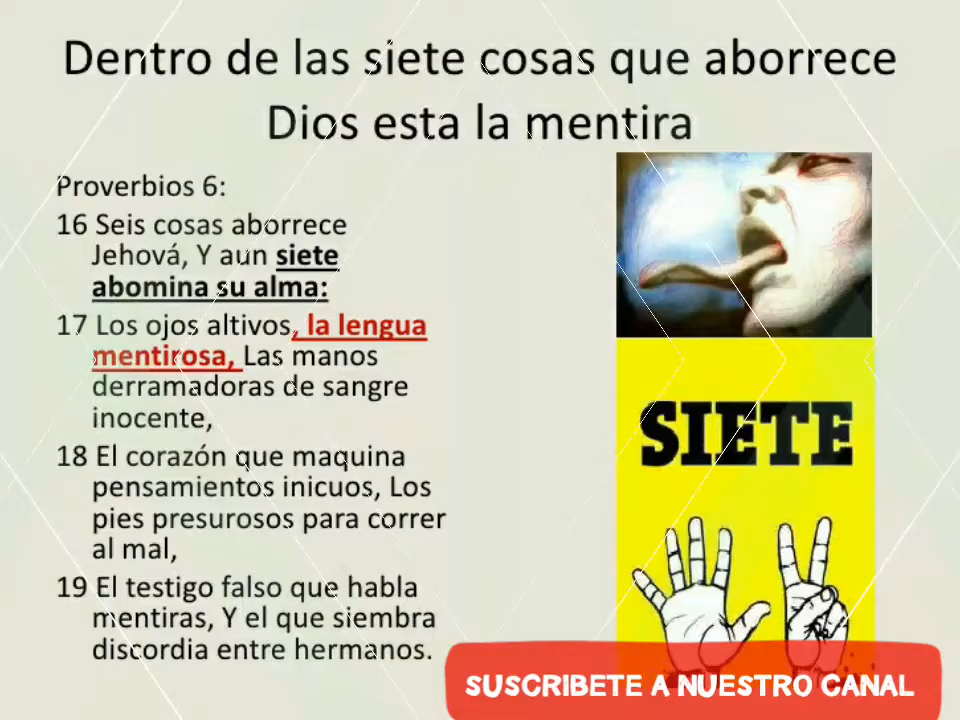 Dentro de las siete cosas que aborrece
Dios esta la mentira
Proverbios 6:
16 Seis cosas aborrece
Jehová, Y aun siete
abomina su alma:
17 Los ojos altivos, la lengua
mentirosa, Las manos
derramadoras de sangre
inocente,
18 El corazón que maquina
pensamientos inicuos, Los
pies presurosos para correr
al mal,
19 El testigo falso que habla
mentiras, Y el que siembra
discordia entre hermanos.
SIETE
SUSCRIBETE A NUESTRO CANAL